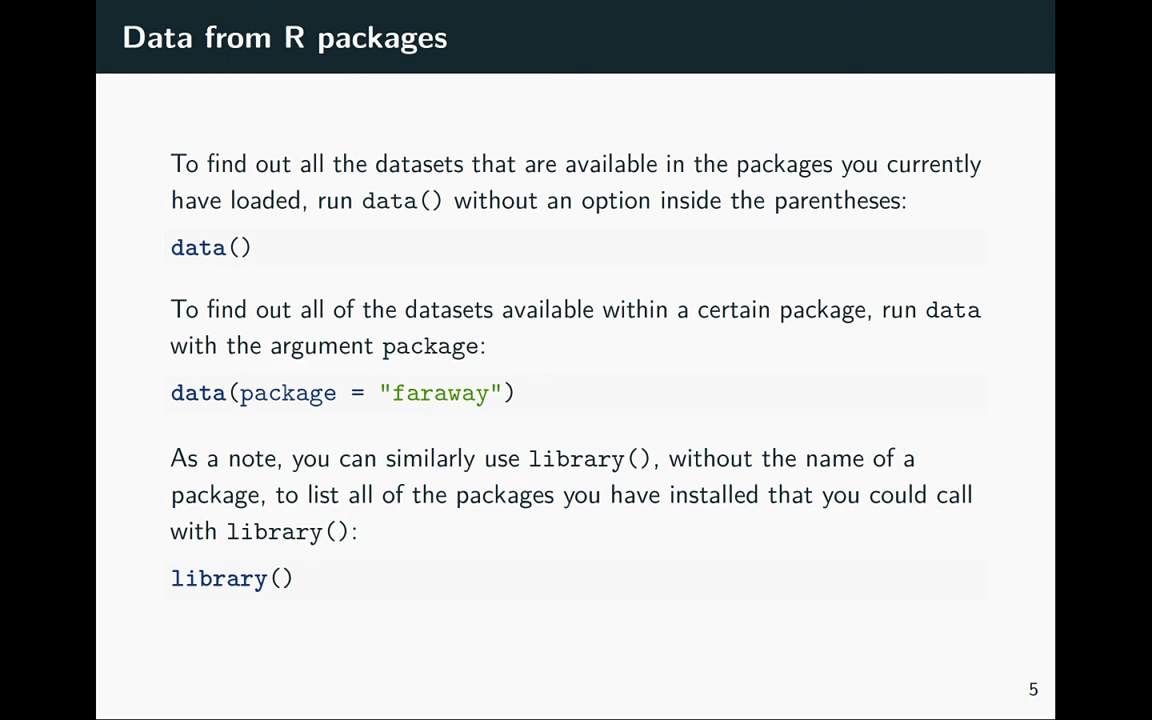 Data from R packages
To find out all the datasets that are available in the packages you currently
have loaded, run data() without an option inside the parentheses:
data()
To find out all of the datasets available within a certain package, run data
with the argument package:
data(package = "faraway")
As a note, you can similarly use library(), without the name of a
package, to list all of the packages you have installed that you could call
with library():
library()
5